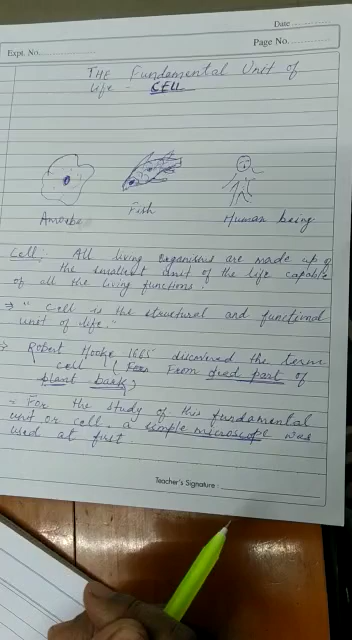 Date
Expt. No.
Page No.
THE Fundamental Unit of
life - CELL
Amoeba
Fish
Human being
Cell:- All living organisms are made up of
the smallest unit of the life capable
of all the living functions.
→ "Cell is the structural and functional
unit of life."
→ Robert Hooke 1665 discovered the term
cell ( From dead part of
plant bark)
- For the study of this fundamental
unit or cell, a simple microscope was
used at first
Teacher's Signature :